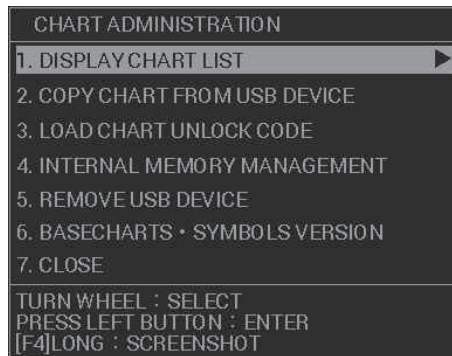 CHART ADMINISTRATION
1. DISPLAY CHART LIST
2. COPY CHART FROM USB DEVICE
3. LOAD CHART UNLOCK CODE
4. INTERNAL MEMORY MANAGEMENT
5. REMOVE USB DEVICE
6. BASECHARTS・SYMBOLS VERSION
7. CLOSE
TURN WHEEL : SELECT
PRESS LEFT BUTTON : ENTER
[F4]LONG : SCREENSHOT